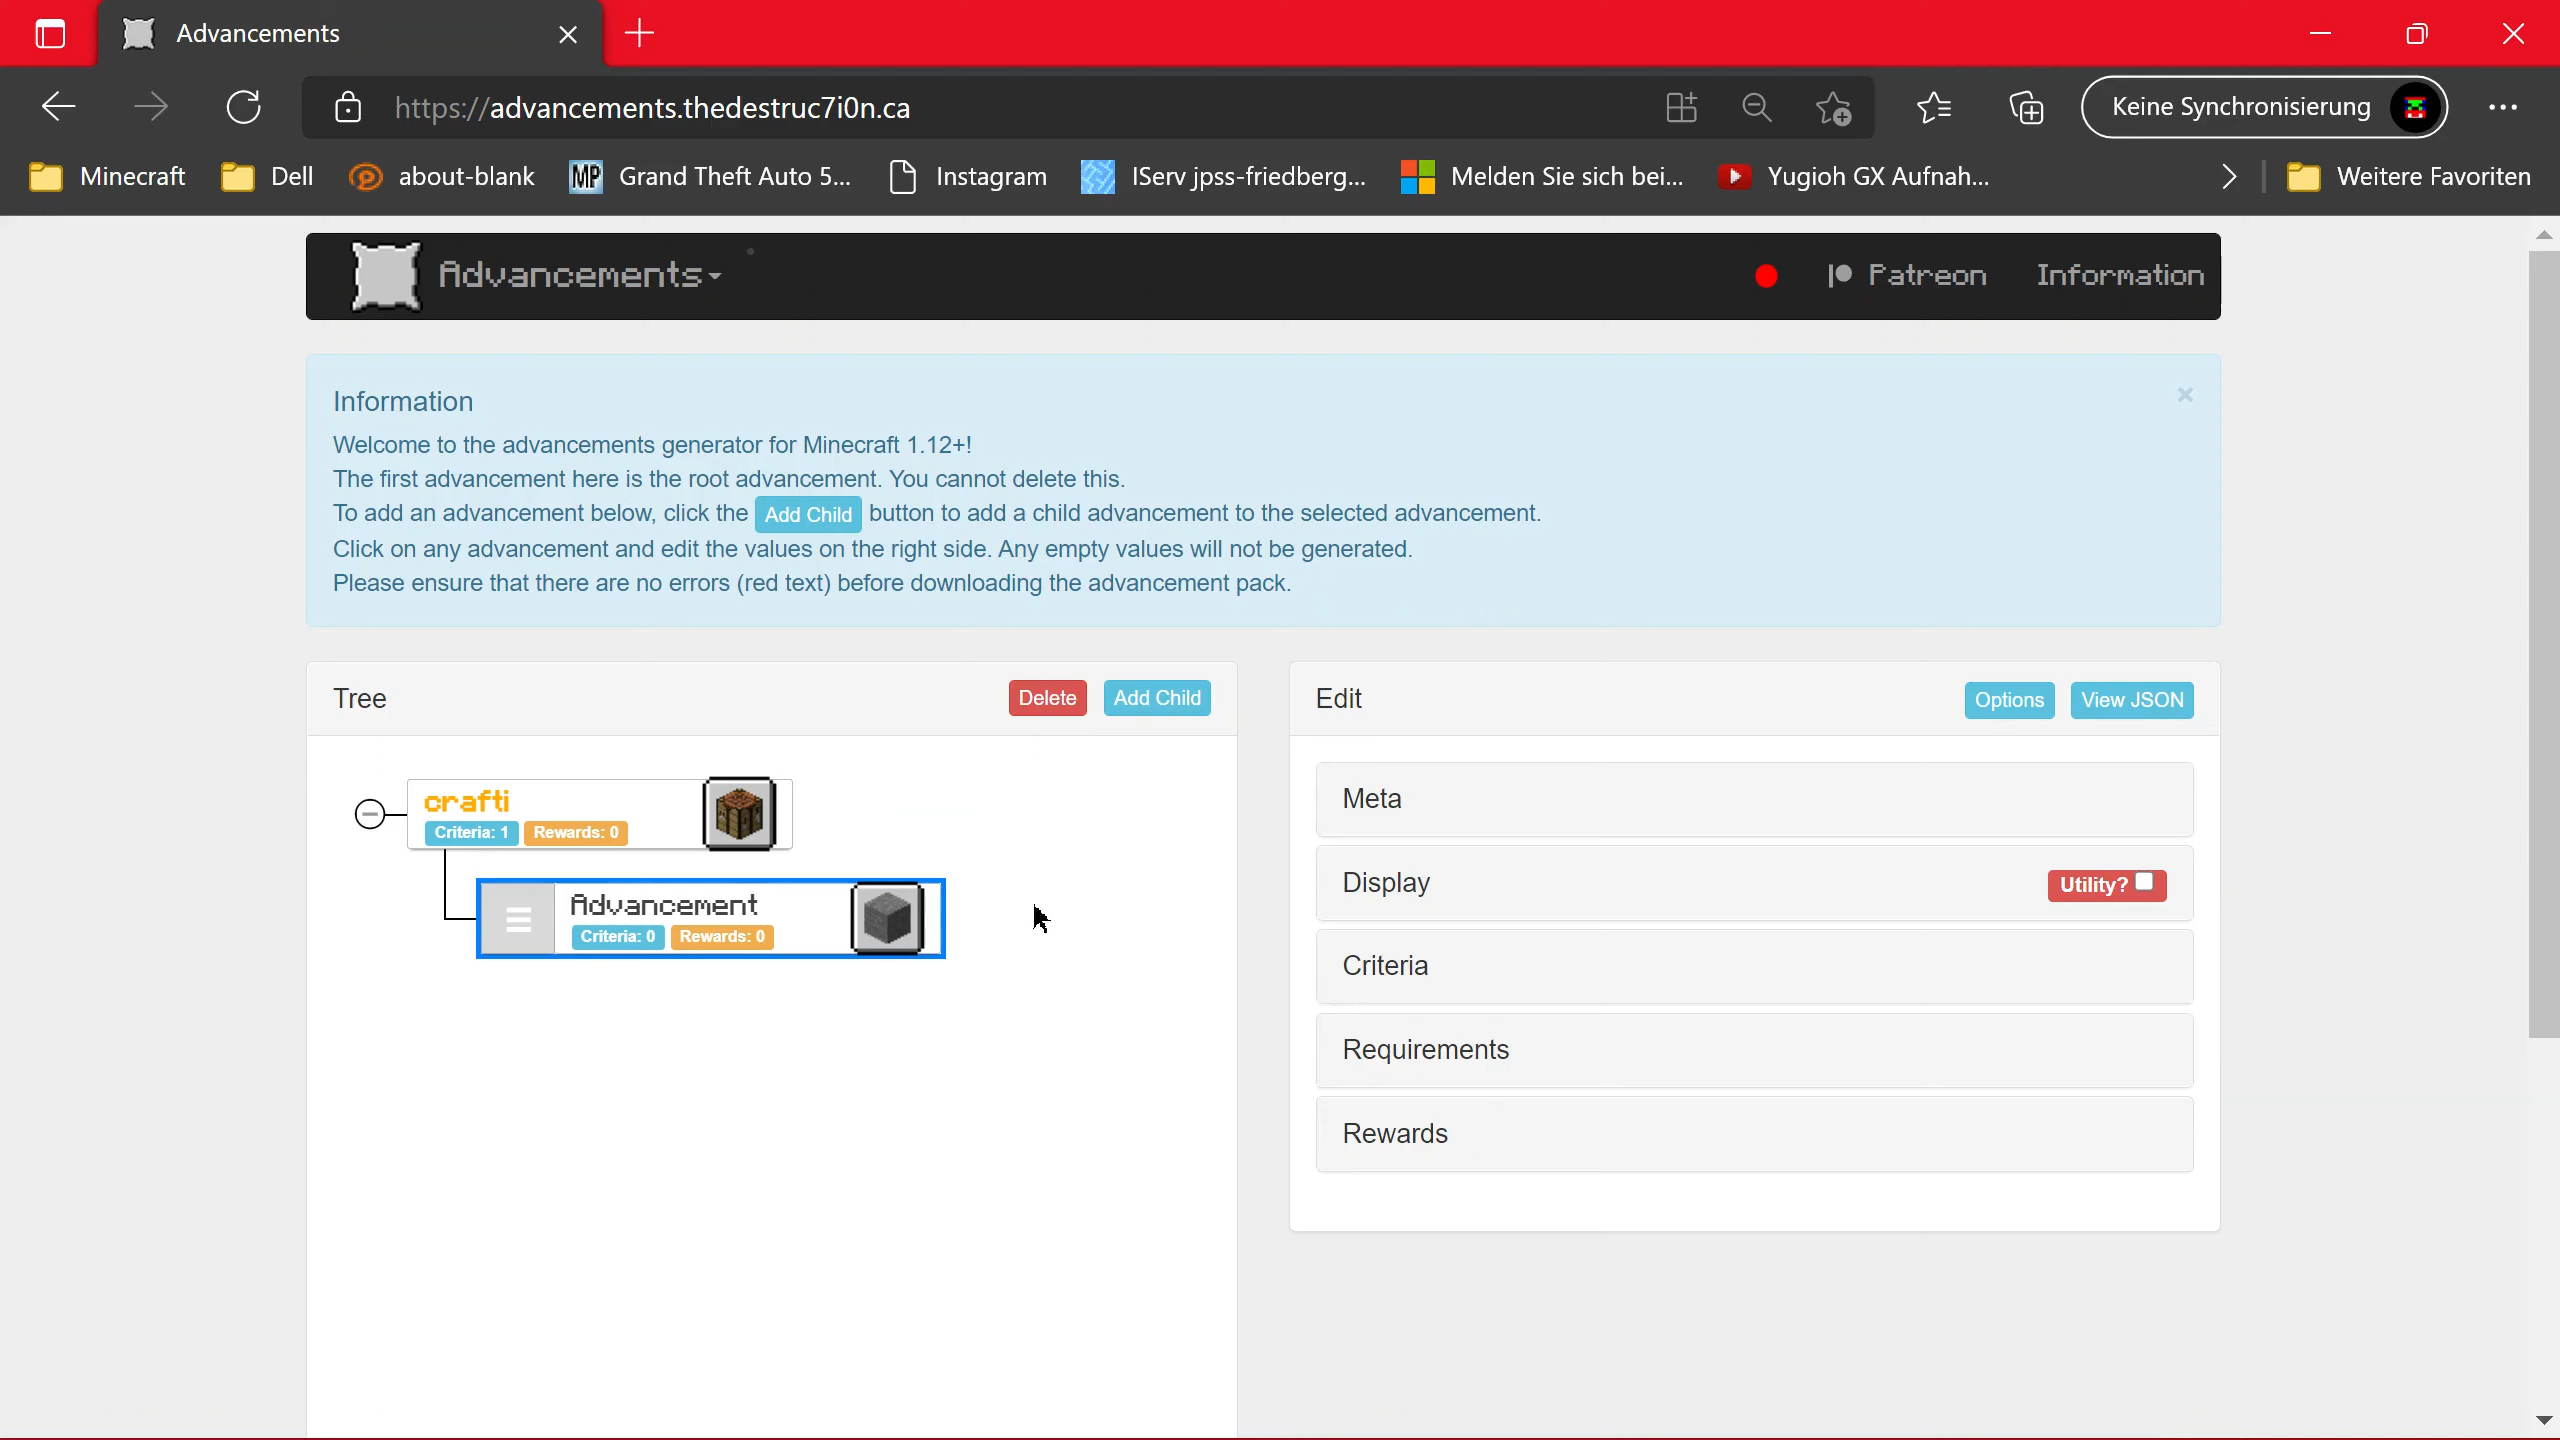 Advancements
https://advancements.thedestruc7i0n.ca
Keine Synchronisierung
Minecraft
Dell
about-blank
MP
Grand Theft Auto 5...
Instagram
IServ jpss-friedberg...
Melden Sie sich bei...
Yugioh GX Aufnah...
Weitere Favoriten
Advancements
Patreon
Information
Information
Welcome to the advancements generator for Minecraft 1.12+!
The first advancement here is the root advancement. You cannot delete this.
To add an advancement below, click the Add Child button to add a child advancement to the selected advancement.
Click on any advancement and edit the values on the right side. Any empty values will not be generated.
Please ensure that there are no errors (red text) before downloading the advancement pack.
Tree
Delete
Add Child
crafti
Criteria: 1
Rewards: 0
Advancement
Criteria: 0
Rewards: 0
Edit
Options
View JSON
Meta
Display
Utility?
Criteria
Requirements
Rewards